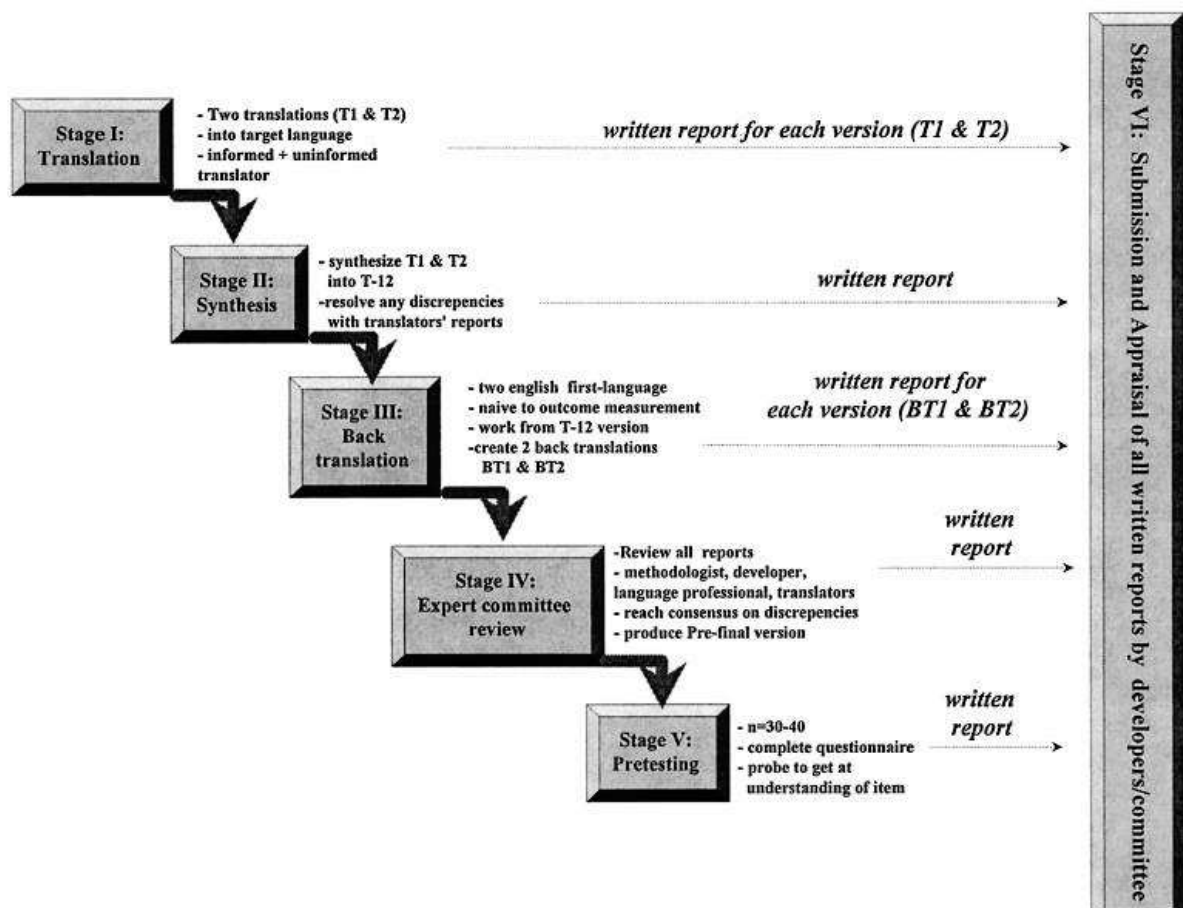 Stage I:
Translation
- Two translations (T1 & T2)
- into target language
- informed + uninformed
translator
written report for each version (T1 & T2)
Stage II:
Synthesis
- synthesize T1 & T2
into T-12
-resolve any discrepencies
with translators' reports
written report
Stage III:
Back
translation
- two english first-language
- naive to outcome measurement
- work from T-12 version
-create 2 back translations
BT1 & BT2
written report for
each version (BT1 & BT2)
Stage IV:
Expert committee
review
-Review all reports
- methodologist, developer,
language professional, translators
- reach consensus on discrepencies
- produce Pre-final version
written
report
Stage V:
Pretesting
- n=30-40
- complete questionnaire
- probe to get at
understanding of item
written
report
Stage VI: Submission and Appraisal of all written reports by developers/committee